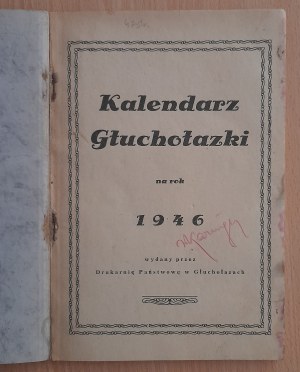 Kalendarz
Głuchołazki
na rok
1946
wydany przez
Drukarnię Państwową w Głuchołazach